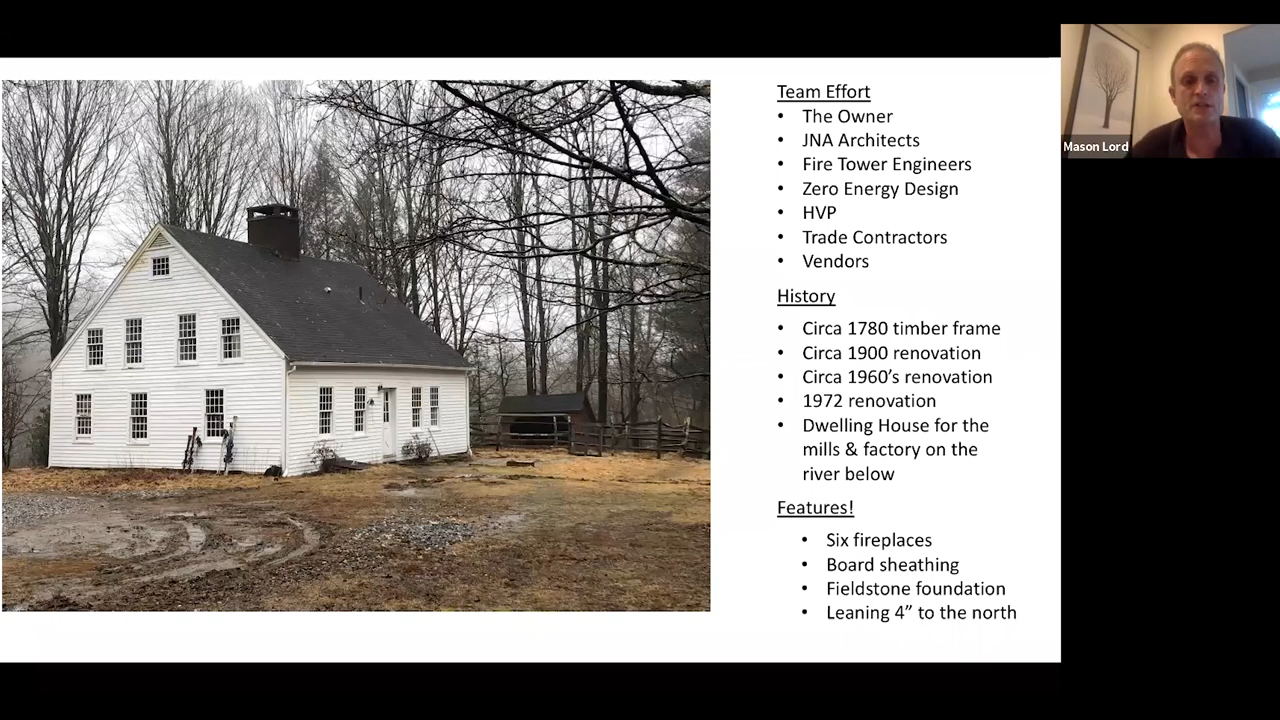 Team Effort
• The Owner
• JNA Architects
• Fire Tower Engineers
• Zero Energy Design
• HVP
• Trade Contractors
• Vendors
History
• Circa 1780 timber frame
• Circa 1900 renovation
• Circa 1960’s renovation
• 1972 renovation
• Dwelling House for the
mills & factory on the
river below
Features!
• Six fireplaces
• Board sheathing
• Fieldstone foundation
• Leaning 4” to the north
Mason Lord